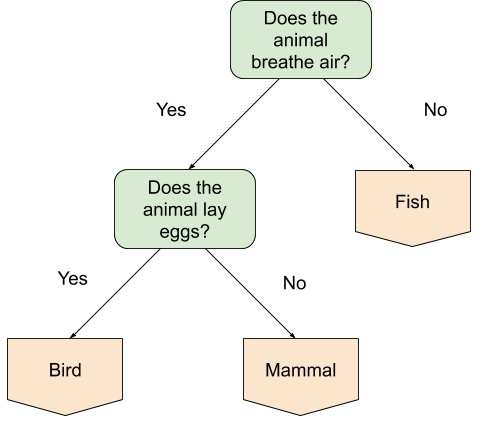 Does the
animal
breathe air?
Yes
No
Does the
animal lay
eggs?
Fish
Yes
No
Bird
Mammal